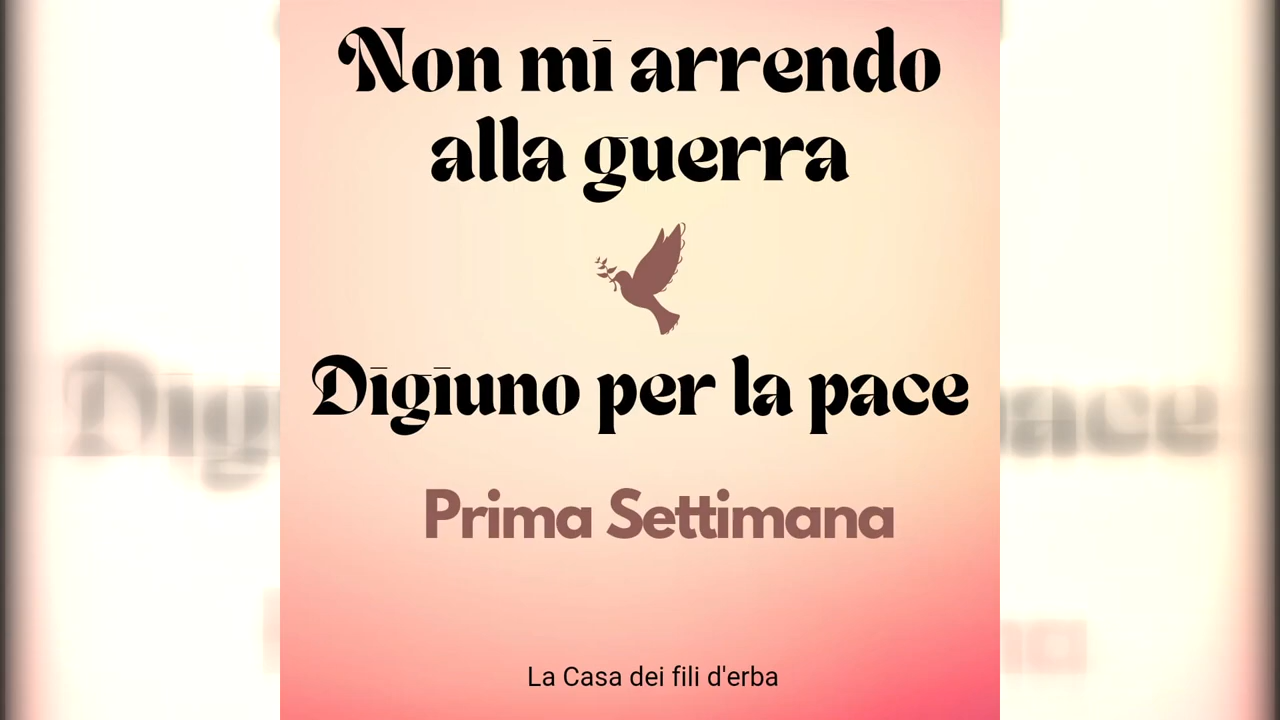 Non mi arrendo
alla guerra
Digiuno per la pace
Prima Settimana
La Casa dei fili d'erba